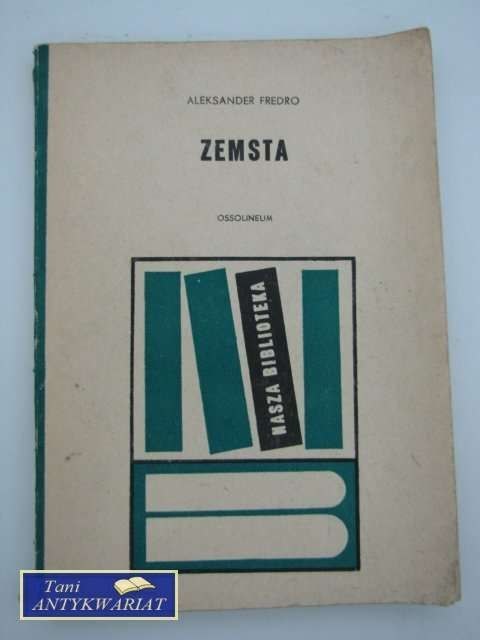 ALEKSANDER FREDRO
ZEMSTA
OSSOLINEUM
NASZA BIBLIOTEKA
Tani
ANTYKWARIAT